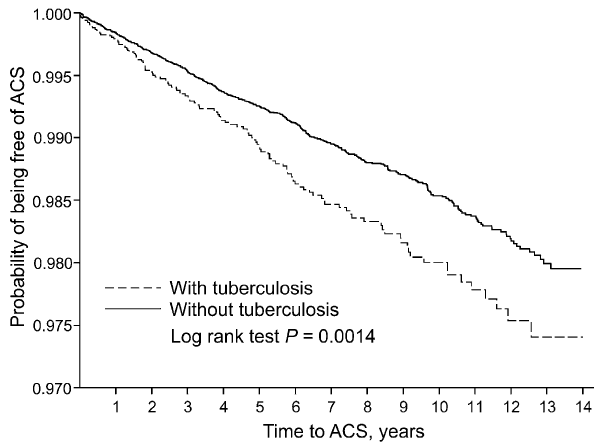 Probability of being free of ACS
1.000
0.995
0.990
0.985
0.980
0.975
0.970
With tuberculosis
Without tuberculosis
Log rank test P = 0.0014
1 2 3 4 5 6 7 8 9 10 11 12 13 14
Time to ACS, years